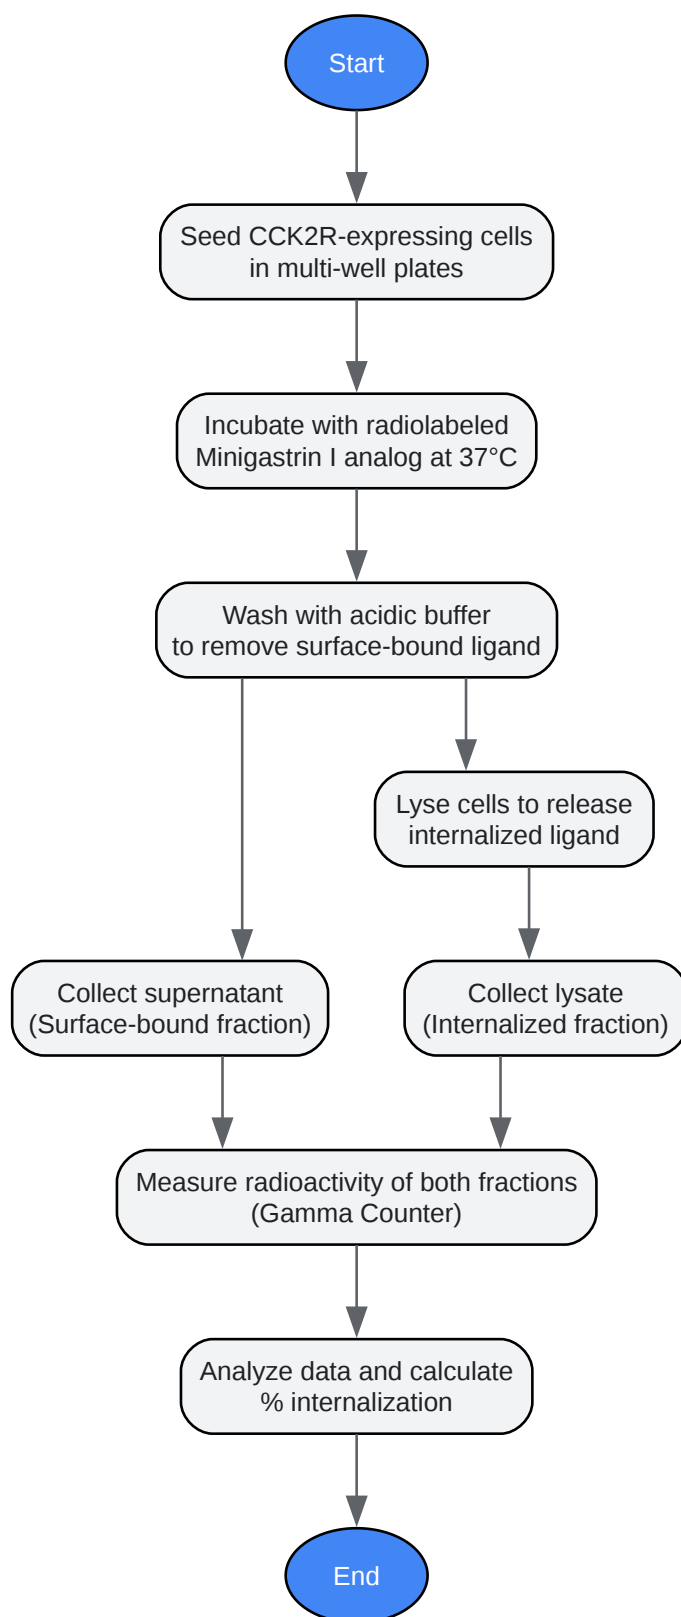 Start
Seed CCK2R-expressing cells
in multi-well plates
Incubate with radiolabeled
Minigastrin I analog at 37°C
Wash with acidic buffer
to remove surface-bound ligand
Lyse cells to release
internalized ligand
Collect supernatant
(Surface-bound fraction)
Collect lysate
(Internalized fraction)
Measure radioactivity of both fractions
(Gamma Counter)
Analyze data and calculate
% internalization
End